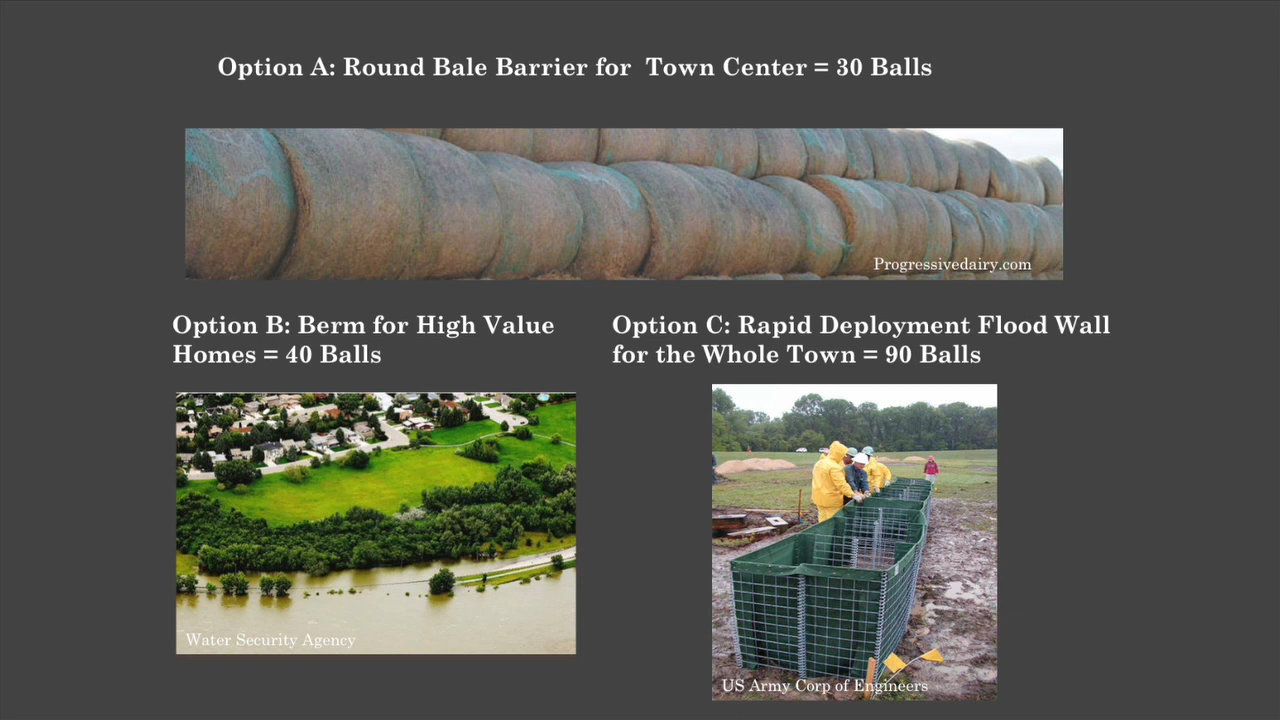 Option A: Round Bale Barrier for Town Center = 30 Balls
Progressivedairy.com
Option B: Berm for High Value
Homes = 40 Balls
Option C: Rapid Deployment Flood Wall
for the Whole Town = 90 Balls
Water Security Agency
US Army Corp of Engineers